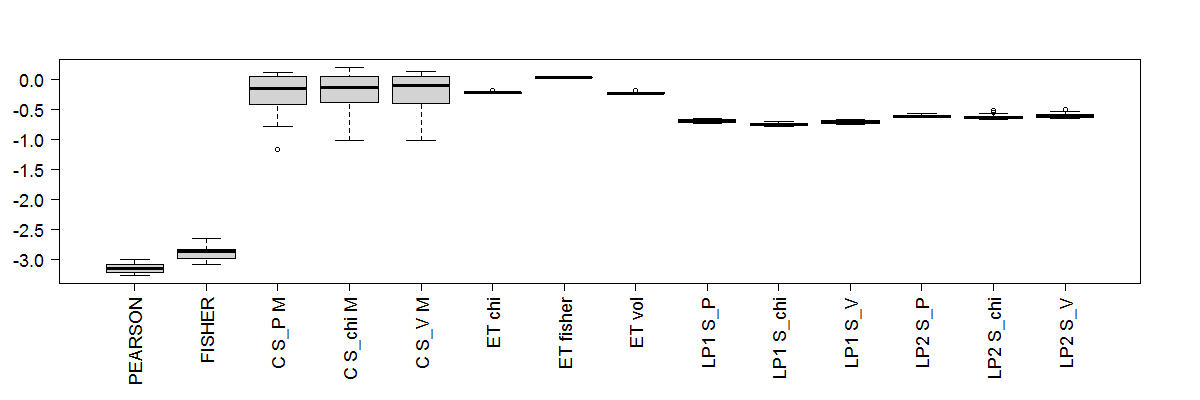 0.0
-0.5
-1.0
-1.5
-2.0
-2.5
-3.0
PEARSON
FISHER
C S_P M
C S_chi M
C S_V M
ET chi
ET fisher
ET vol
LP1 S_P
LP1 S_chi
LP1 S_V
LP2 S_P
LP2 S_chi
LP2 S_V